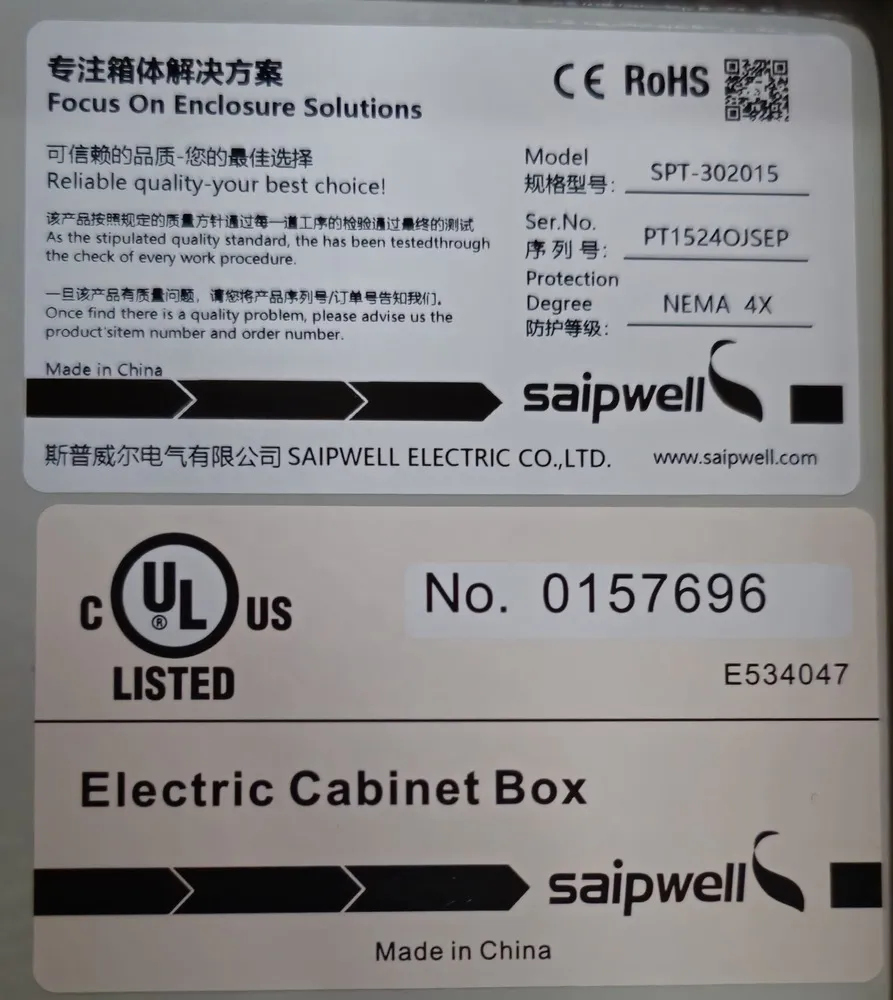 专注箱体解决方案
Focus On Enclosure Solutions
CE RoHS
可信赖的品质-您的最佳选择
Reliable quality-your best choice!
该产品按照规定的质量方针通过每一道工序的检验通过最终的测试
As the stipulated quality standard, the has been testedthrough
the check of every work procedure.
一旦该产品有质量问题，请您将产品序列号/订单号告知我们。
Once find there is a quality problem, please advise us the
product'sitem number and order number.
Made in China
Model
规格型号: SPT-302015
Ser.No.
序列号: PT1524OJSEP
Protection
Degree NEMA 4X
防护等级:
saipwell
斯普威尔电气有限公司 SAIPWELL ELECTRIC CO.,LTD. www.saipwell.com
C UL ® US
LISTED
No. 0157696
E534047
Electric Cabinet Box
saipwell
Made in China